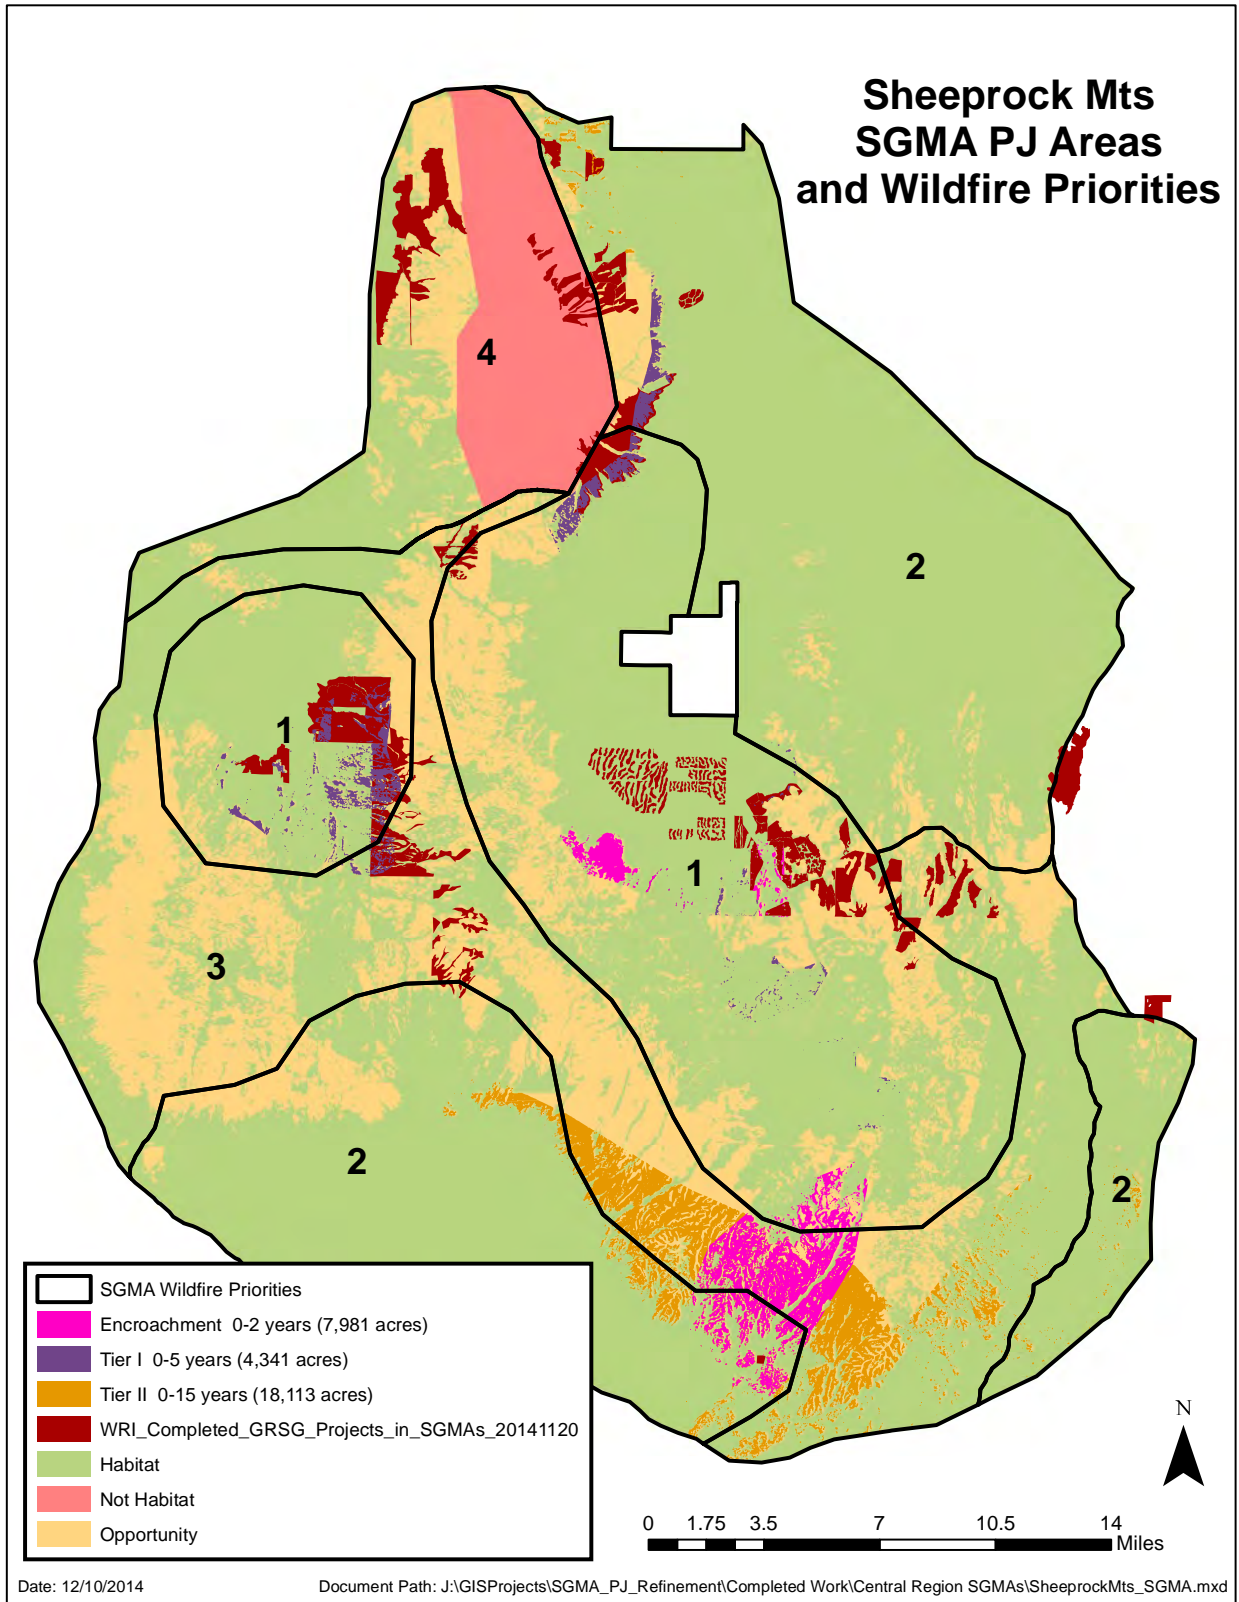 Sheeprock Mts
SGMA PJ Areas
and Wildfire Priorities
4
2
1
1
3
2
2
SGMA Wildfire Priorities
Encroachment 0-2 years (7,981 acres)
Tier I 0-5 years (4,341 acres)
Tier II 0-15 years (18,113 acres)
WRI_Completed_GRSG_Projects_in_SGMAs_20141120
Habitat
Not Habitat
Opportunity
N
0 1.75 3.5 7 10.5 14
Miles
Date: 12/10/2014
Document Path: J:\GISProjects\SGMA_PJ_Refinement\Completed Work\Central Region SGMAs\SheeprockMts_SGMA.mxd